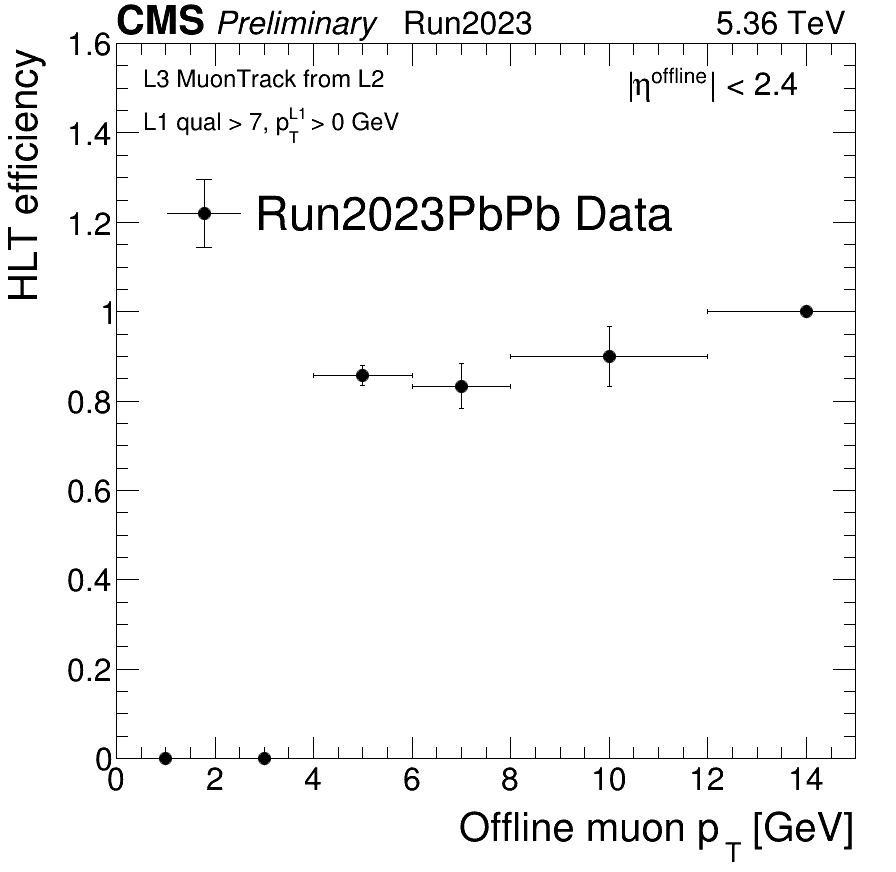 CMS Preliminary Run2023 5.36 TeV
L3 MuonTrack from L2
|η^offline| < 2.4
L1 qual > 7, p_T^L1 > 0 GeV
Run2023PbPb Data
HLT efficiency
1.6
1.4
1.2
1
0.8
0.6
0.4
0.2
0
0 2 4 6 8 10 12 14
Offline muon p_T [GeV]